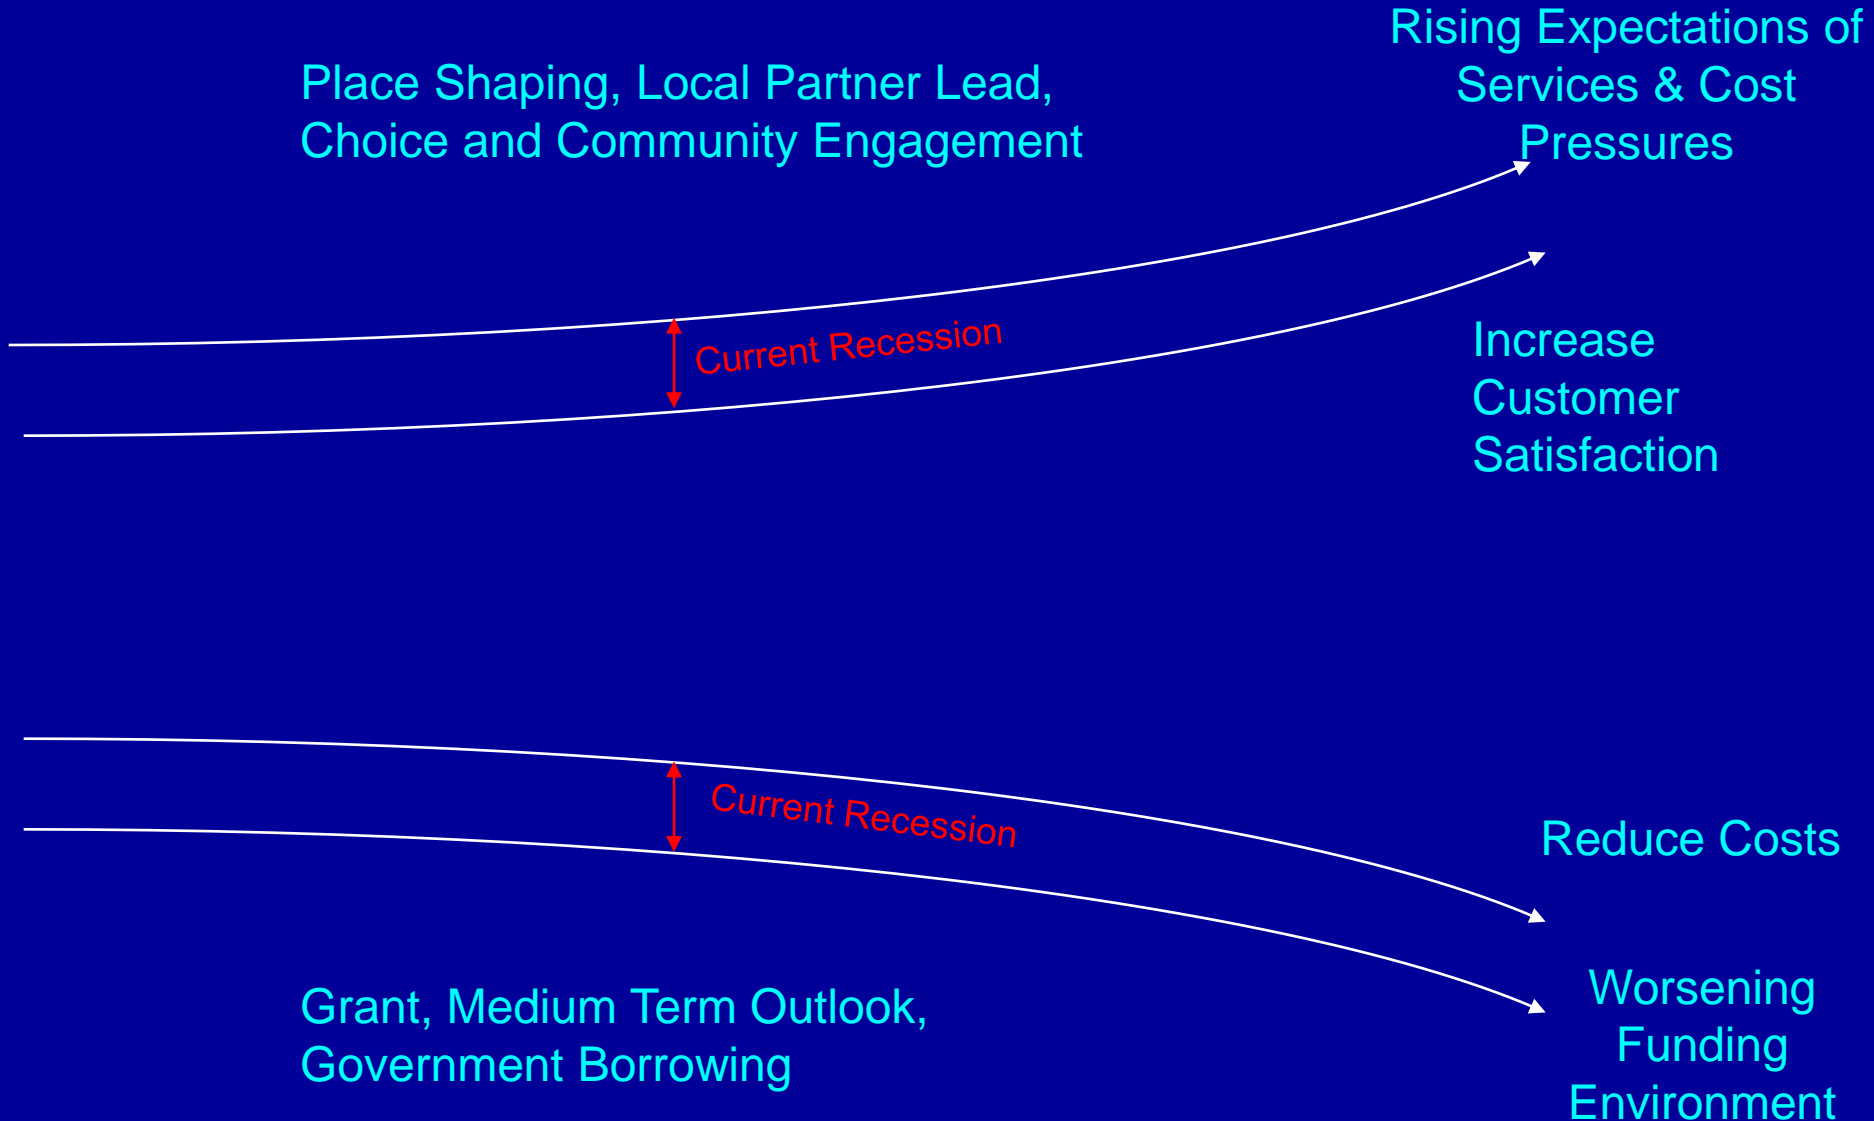 Rising Expectations of
Services & Cost
Pressures
Place Shaping, Local Partner Lead,
Choice and Community Engagement
Current Recession
Increase
Customer
Satisfaction
Current Recession
Reduce Costs
Grant, Medium Term Outlook,
Government Borrowing
Worsening
Funding
Environment